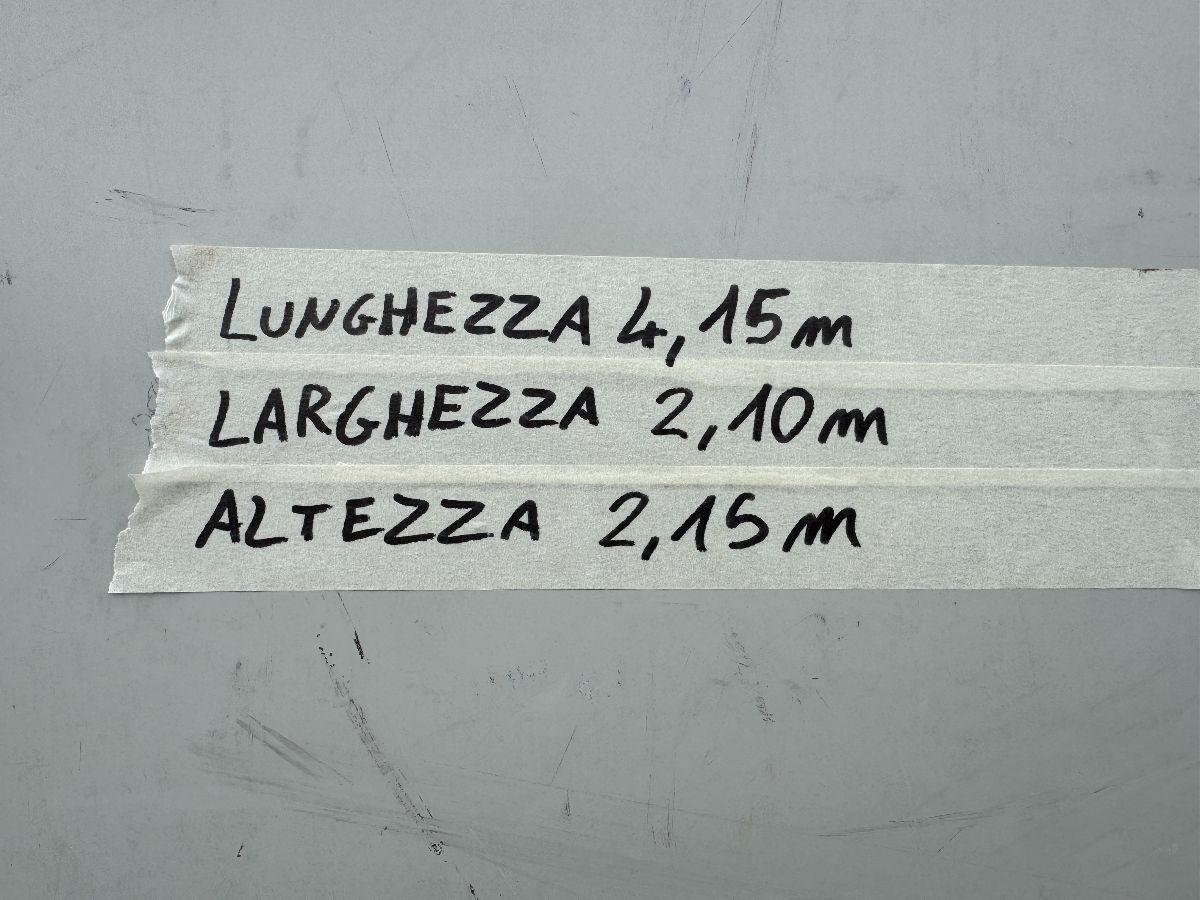 LUNGHEZZA 4,15m
LARGHEZZA 2,10m
ALTEZZA 2,15m